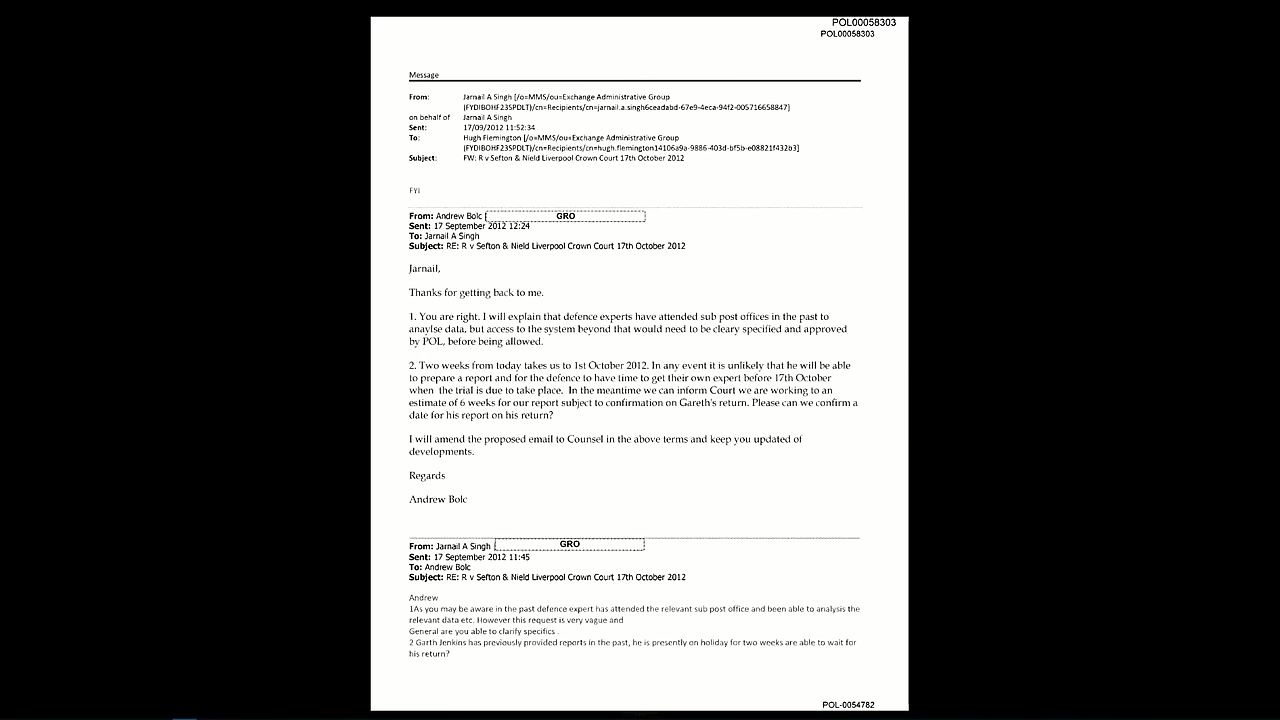 POL00058303
POL00058303
Message
From: Jarnail A Singh [/o=MMS/ou=Exchange Administrative Group
(FYDIBOHF23SPDLT)/cn=Recipients/cn=jarnail.a.singh6ceadabd-67e9-4eca-94f2-005716658847]
on behalf of Jarnail A Singh
Sent: 17/09/2012 11:52:34
To: Hugh Flemington [/o=MMS/ou=Exchange Administrative Group
(FYDIBOHF23SPDLT)/cn=Recipients/cn=hugh.flemington14106a9a-9886-403d-bf5b-e08821f432b3]
Subject: FW: R v Sefton & Nield Liverpool Crown Court 17th October 2012
FYI
From: Andrew Bolc [ GRO
Sent: 17 September 2012 12:24
To: Jarnail A Singh
Subject: RE: R v Sefton & Nield Liverpool Crown Court 17th October 2012
Jarnail,
Thanks for getting back to me.
1. You are right. I will explain that defence experts have attended sub post offices in the past to
anaylse data, but access to the system beyond that would need to be cleary specified and approved
by POL, before being allowed.
2. Two weeks from today takes us to 1st October 2012. In any event it is unlikely that he will be able
to prepare a report and for the defence to have time to get their own expert before 17th October
when the trial is due to take place. In the meantime we can inform Court we are working to an
estimate of 6 weeks for our report subject to confirmation on Gareth's return. Please can we confirm a
date for his report on his return?
I will amend the proposed email to Counsel in the above terms and keep you updated of
developments.
Regards
Andrew Bolc
From: Jarnail A Singh [ GRO
Sent: 17 September 2012 11:45
To: Andrew Bolc
Subject: RE: R v Sefton & Nield Liverpool Crown Court 17th October 2012
Andrew
1As you may be aware in the past defence expert has attended the relevant sub post office and been able to analysis the
relevant data etc. However this request is very vague and
General are you able to clarify specifics .
2 Garth Jenkins has previously provided reports in the past, he is presently on holiday for two weeks are able to wait for
his return?
POL-0054782